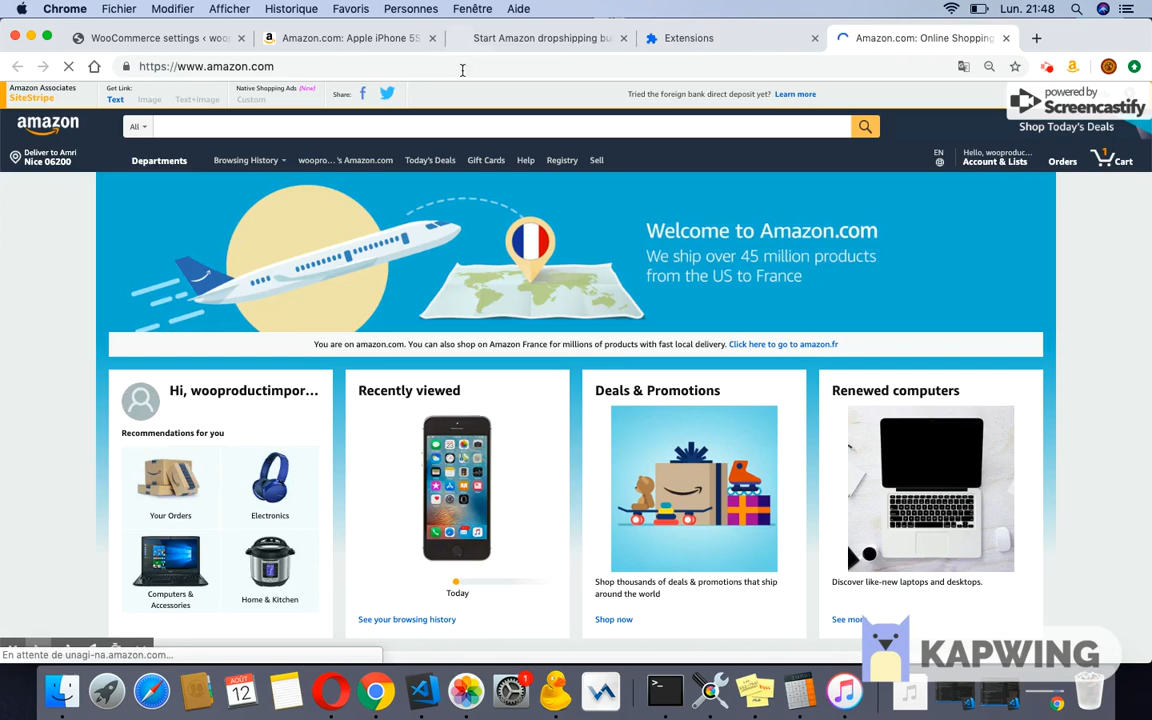 Chrome Fichier Modifier Afficher Historique Favoris Personnes Fenêtre Aide Lun. 21:48
WooCommerce settings ‹ woo
Amazon.com: Apple iPhone 5S
Start Amazon dropshipping bu
Extensions
Amazon.com: Online Shopping
https://www.amazon.com
Amazon Associates
SiteStripe
Get Link:
Text Image Text+Image
Native Shopping Ads (New)
Custom
Share:
Tried the foreign bank direct deposit yet? Learn more
powered by
Screencastify
amazon
All
Shop Today's Deals
Deliver to Amri
Nice 06200
Departments Browsing History woopro... 's Amazon.com Today's Deals Gift Cards Help Registry Sell
EN
Hello, wooproduc...
Account & Lists
Orders
1
Cart
Welcome to Amazon.com
We ship over 45 million products
from the US to France
You are on amazon.com. You can also shop on Amazon France for millions of products with fast local delivery. Click here to go to amazon.fr
Hi, wooproductimpor...
Recommendations for you
Your Orders
Electronics
Computers &
Accessories
Home & Kitchen
Recently viewed
Today
See your browsing history
Deals & Promotions
Shop thousands of deals & promotions that ship
around the world
Shop now
Renewed computers
Discover like-new laptops and desktops.
See mor
En attente de unagi-na.amazon.com...
KAPWING
AOÛT
12
1